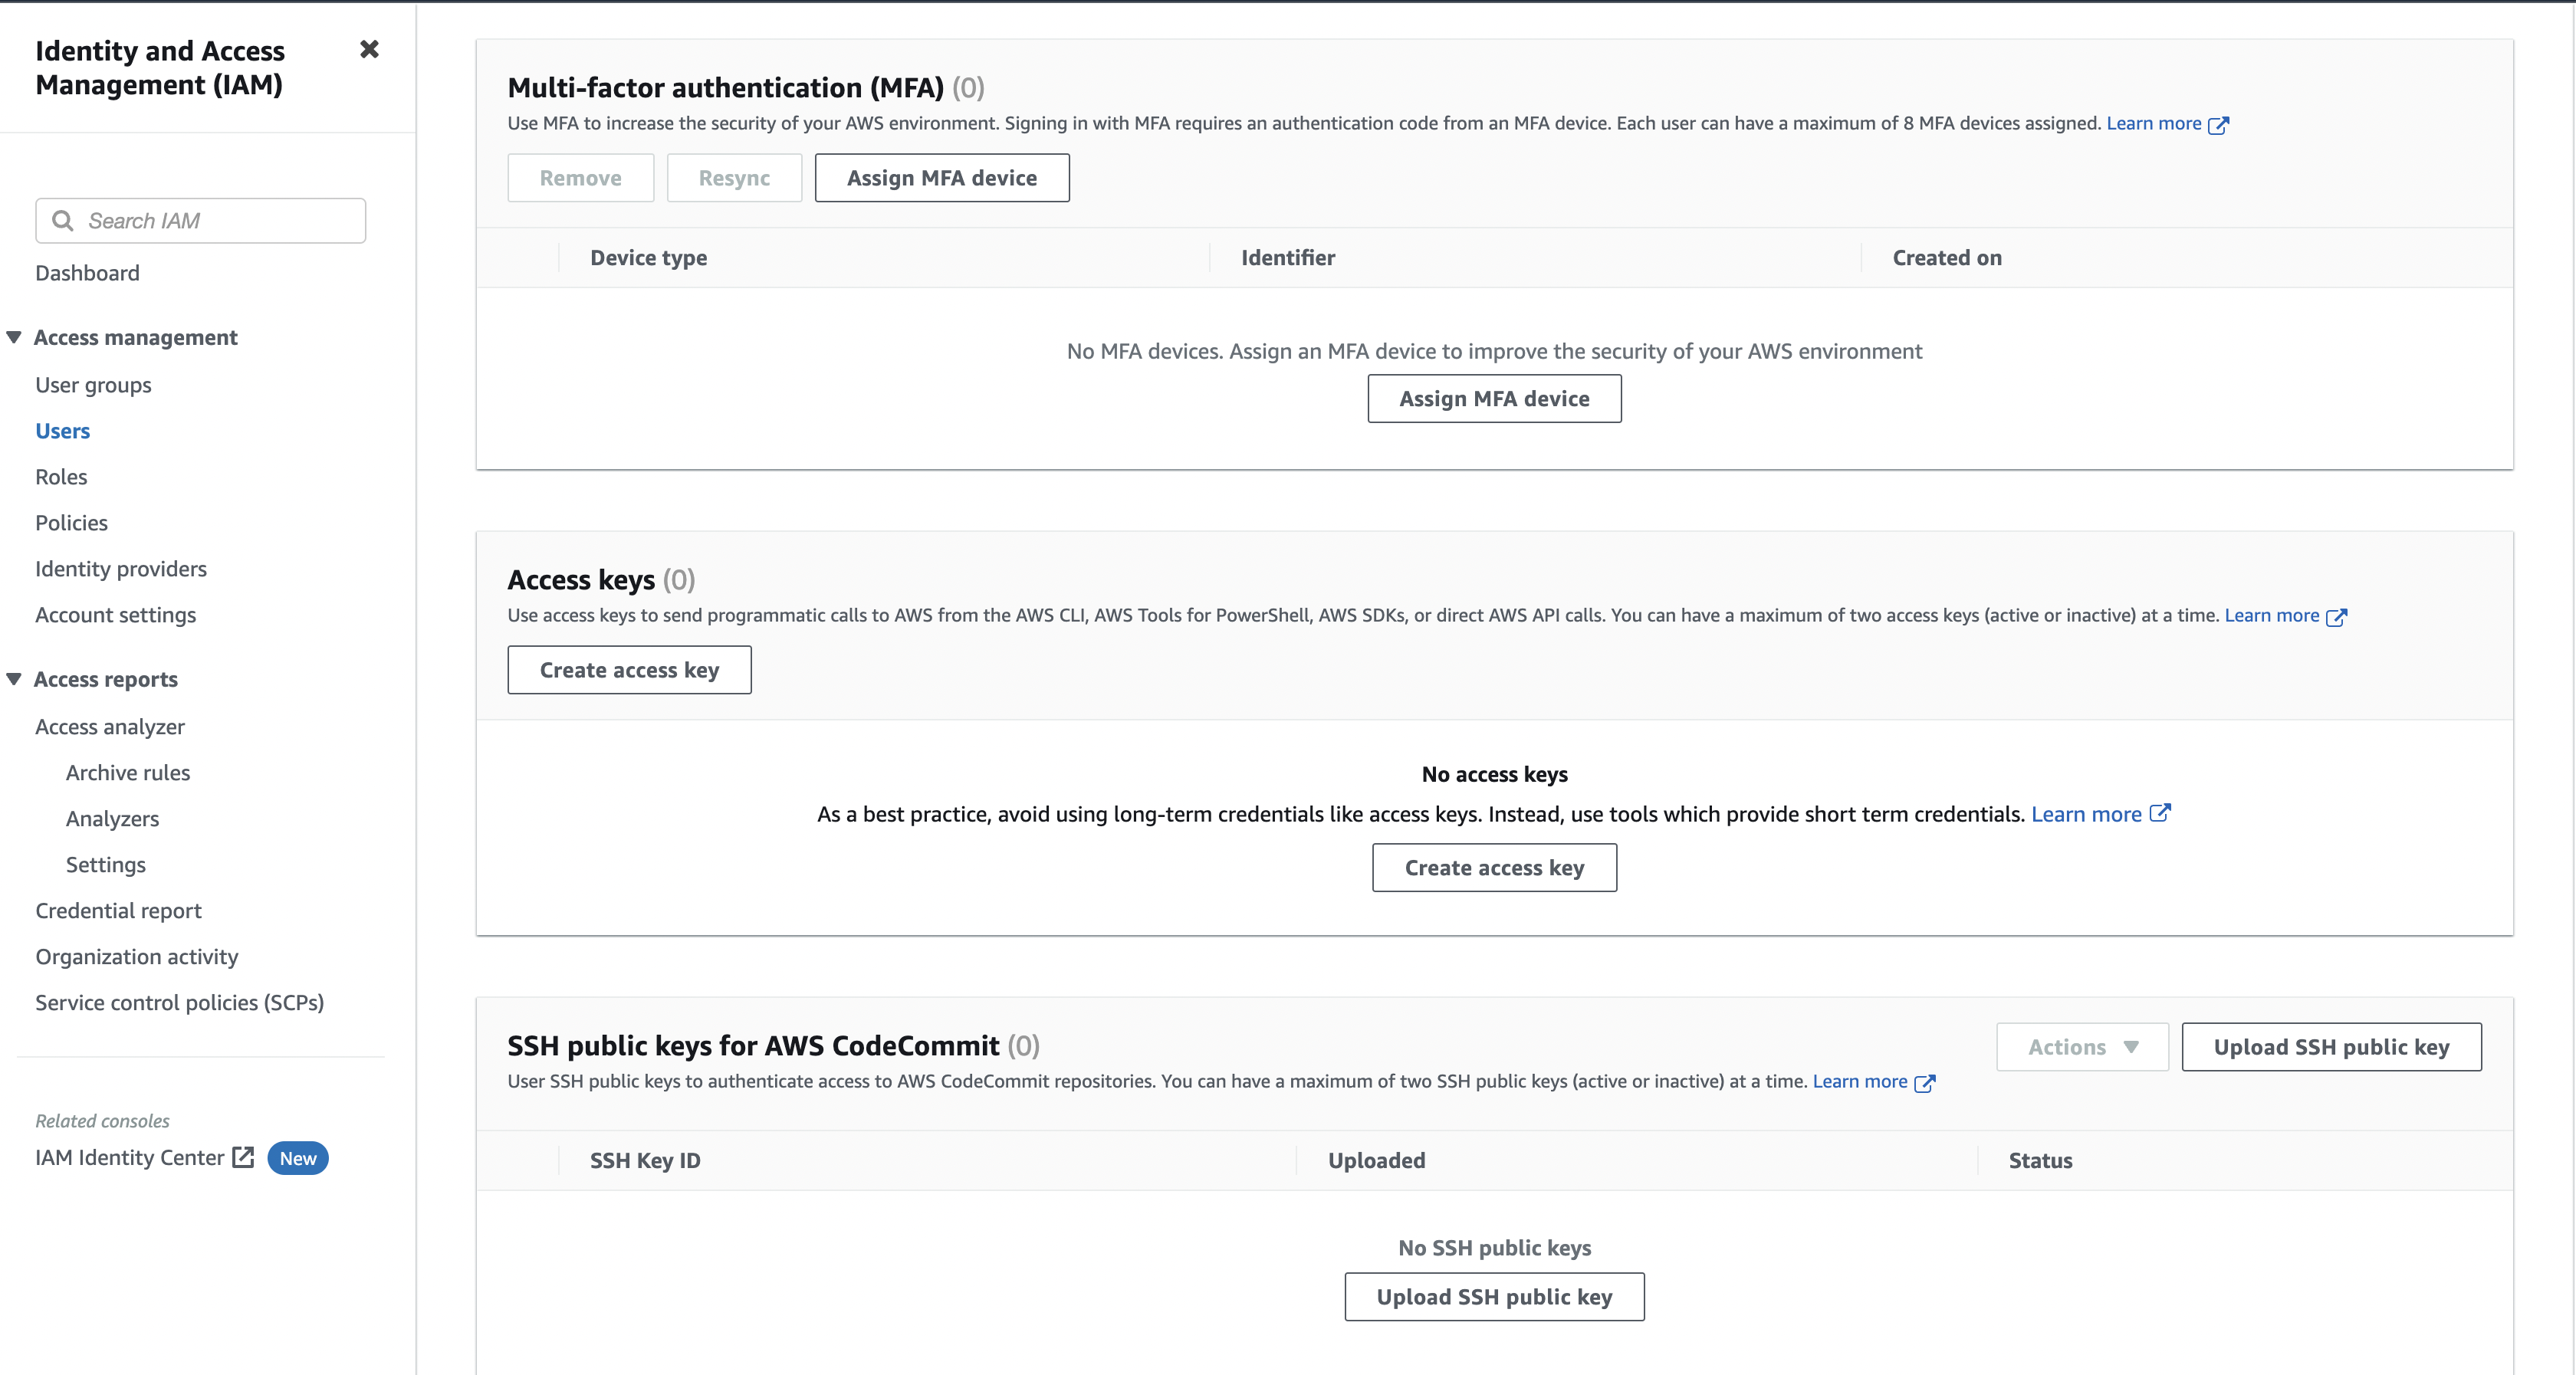 Identity and Access
Management (IAM)
Search IAM
Dashboard
Access management
User groups
Users
Roles
Policies
Identity providers
Account settings
Access reports
Access analyzer
Archive rules
Analyzers
Settings
Credential report
Organization activity
Service control policies (SCPs)
Related consoles
IAM Identity Center New
Multi-factor authentication (MFA) (0)
Use MFA to increase the security of your AWS environment. Signing in with MFA requires an authentication code from an MFA device. Each user can have a maximum of 8 MFA devices assigned. Learn more
Remove Resync Assign MFA device
Device type Identifier Created on
No MFA devices. Assign an MFA device to improve the security of your AWS environment
Assign MFA device
Access keys (0)
Use access keys to send programmatic calls to AWS from the AWS CLI, AWS Tools for PowerShell, AWS SDKs, or direct AWS API calls. You can have a maximum of two access keys (active or inactive) at a time. Learn more
Create access key
No access keys
As a best practice, avoid using long-term credentials like access keys. Instead, use tools which provide short term credentials. Learn more
Create access key
SSH public keys for AWS CodeCommit (0)
User SSH public keys to authenticate access to AWS CodeCommit repositories. You can have a maximum of two SSH public keys (active or inactive) at a time. Learn more
Actions Upload SSH public key
SSH Key ID Uploaded Status
No SSH public keys
Upload SSH public key